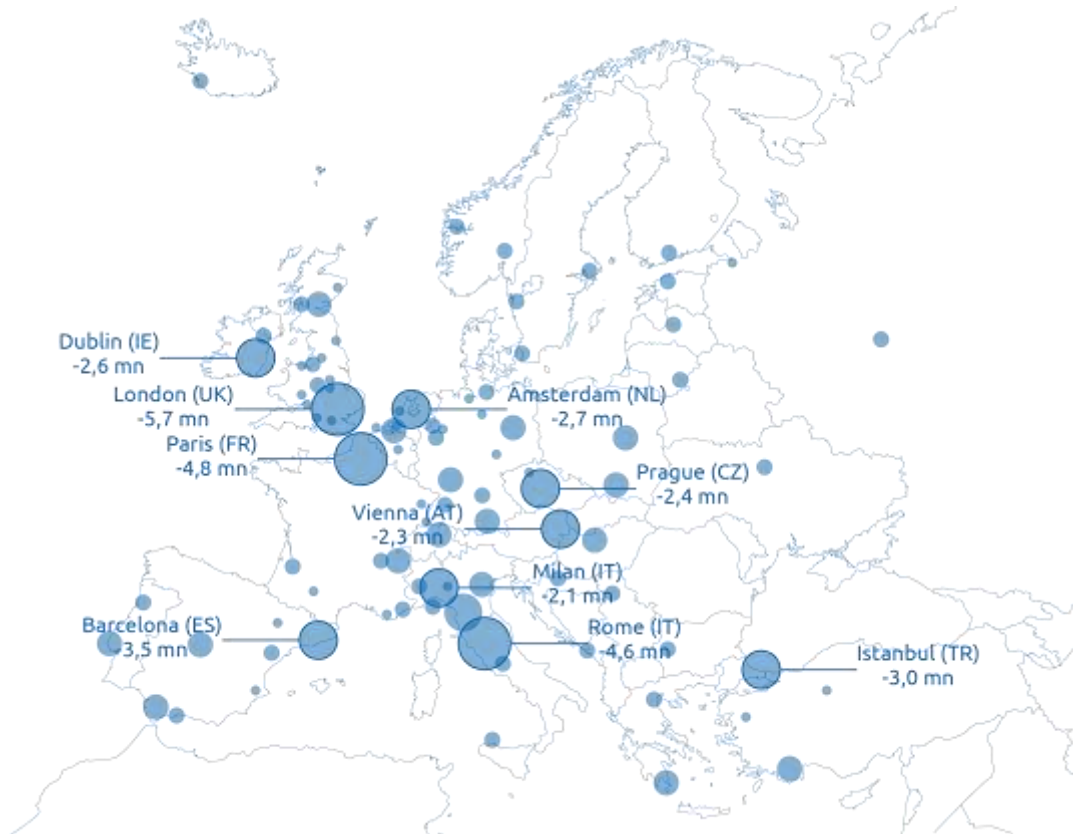 Dublin (IE)
-2,6 mn
London (UK)
-5,7 mn
Amsterdam (NL)
-2,7 mn
Paris (FR)
-4,8 mn
Prague (CZ)
-2,4 mn
Vienna (AT)
-2,3 mn
Milan (IT)
-2,1 mn
Barcelona (ES)
-3,5 mn
Rome (IT)
-4,6 mn
Istanbul (TR)
-3,0 mn